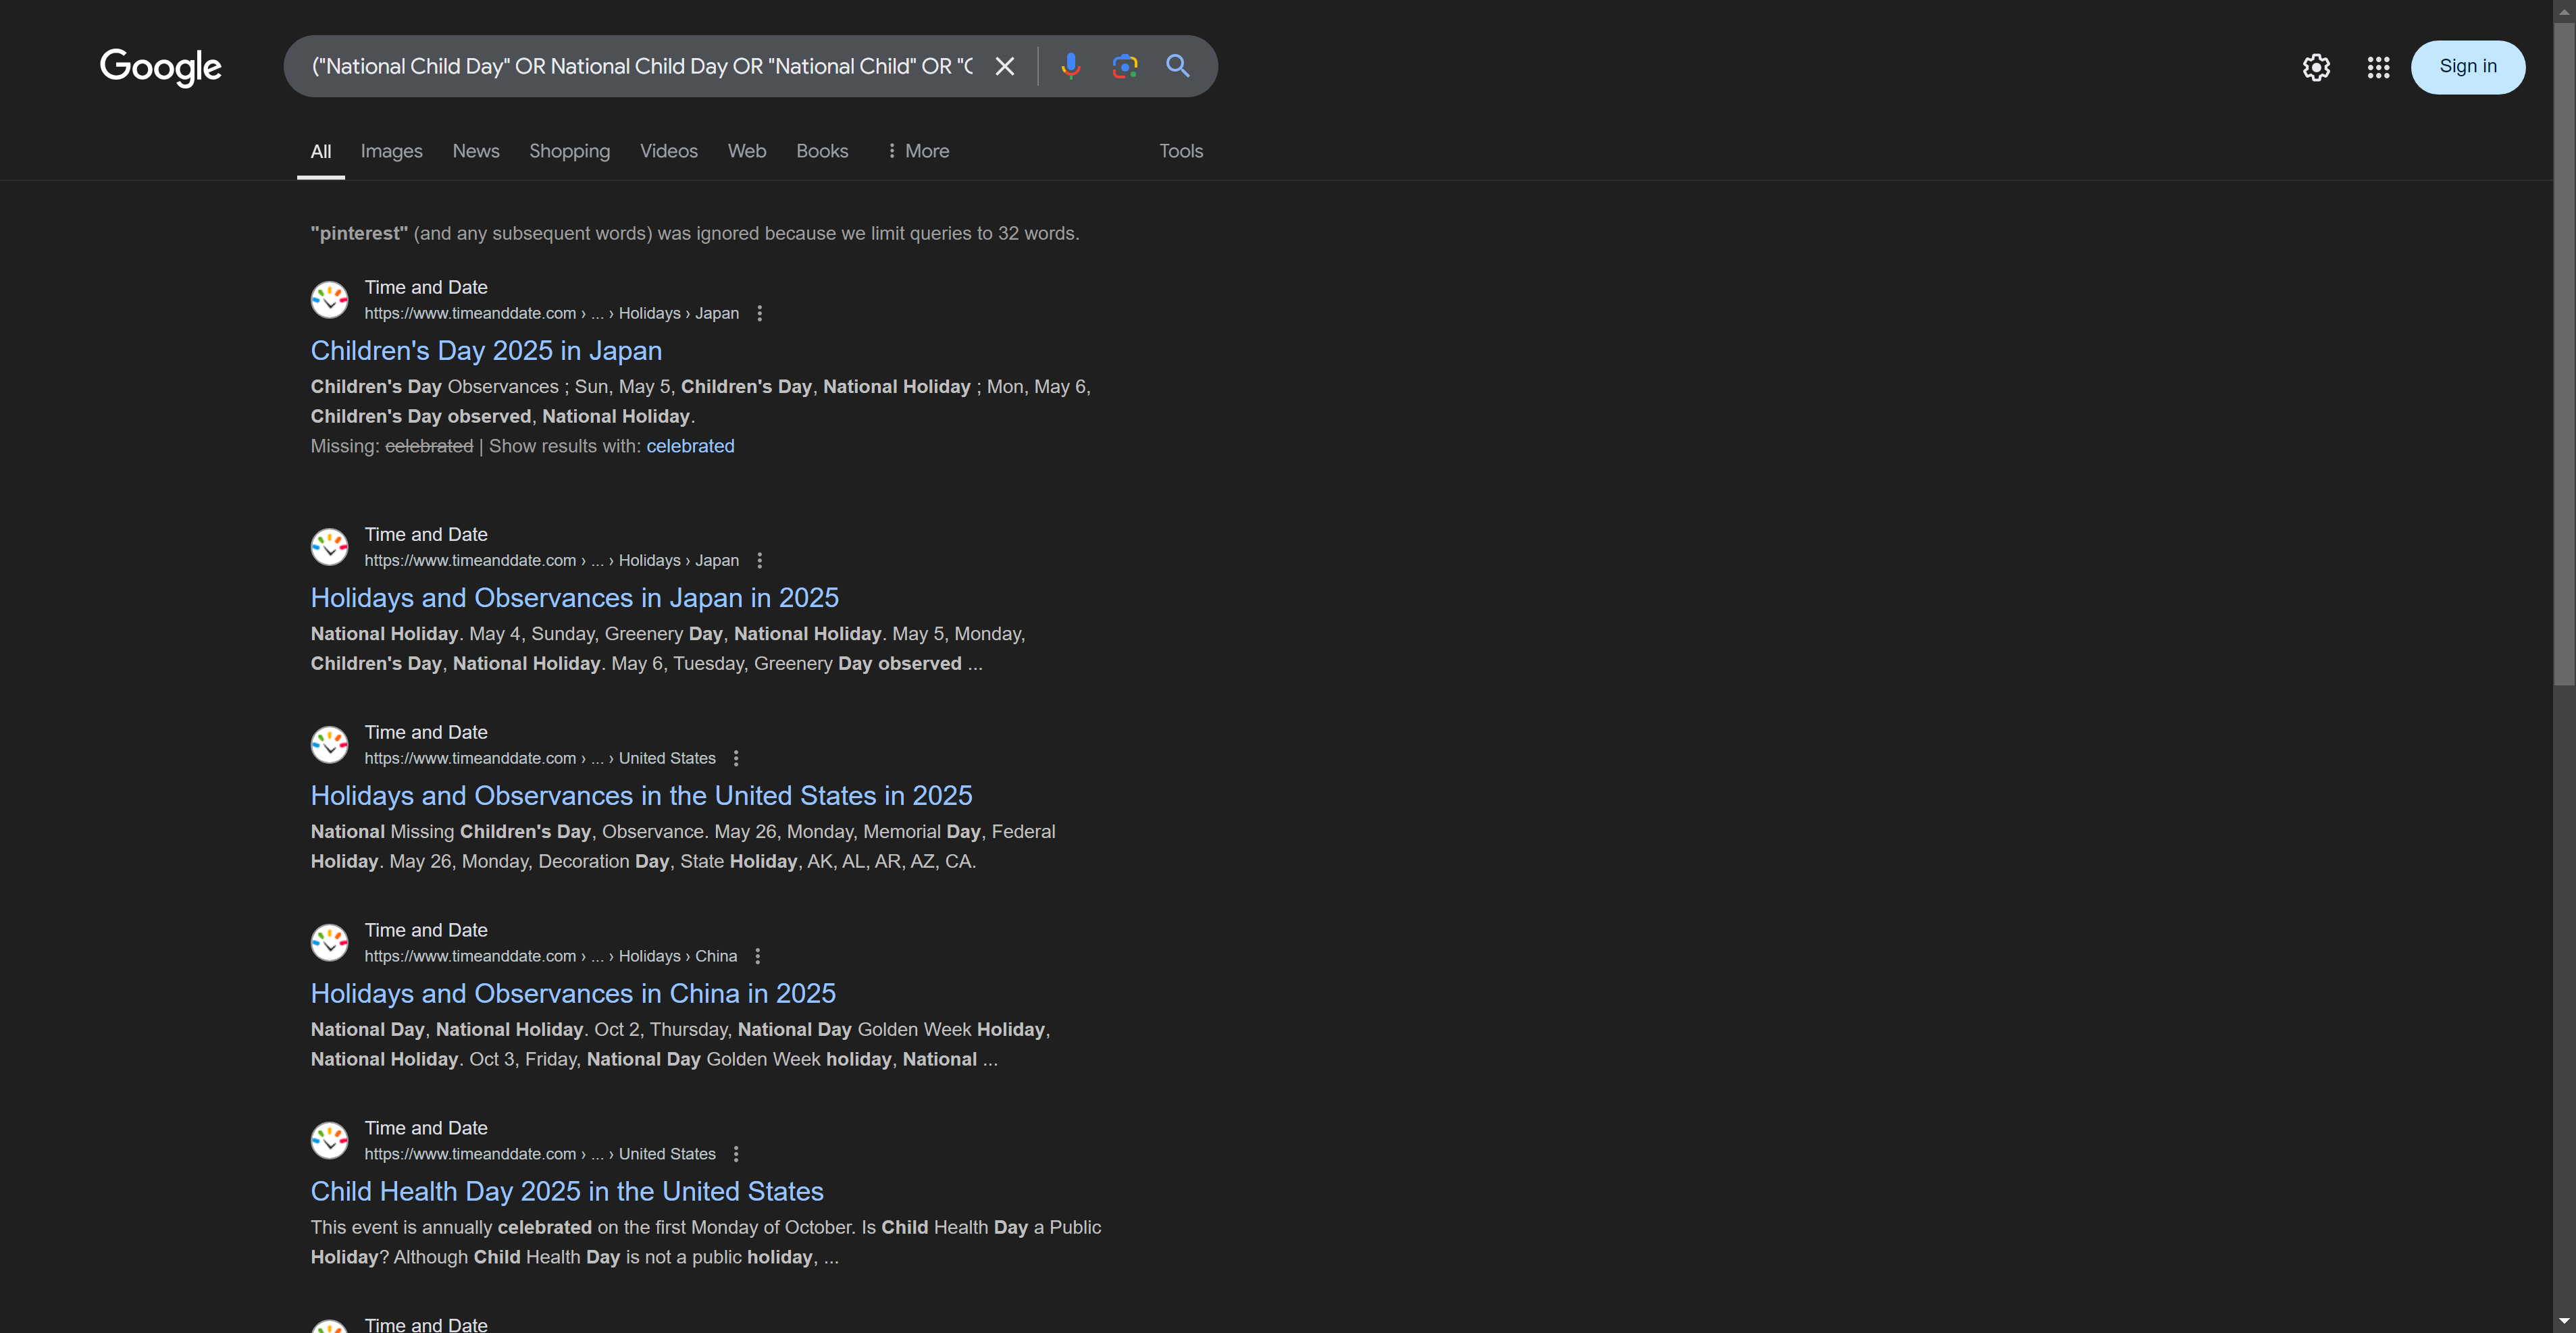 Google
("National Child Day" OR National Child Day OR "National Child" OR "C
Sign in
All Images News Shopping Videos Web Books More Tools
"pinterest" (and any subsequent words) was ignored because we limit queries to 32 words.
Time and Date
https://www.timeanddate.com › ... › Holidays › Japan
Children's Day 2025 in Japan
Children's Day Observances ; Sun, May 5, Children's Day, National Holiday ; Mon, May 6,
Children's Day observed, National Holiday.
Missing: celebrated | Show results with: celebrated
Time and Date
https://www.timeanddate.com › ... › Holidays › Japan
Holidays and Observances in Japan in 2025
National Holiday. May 4, Sunday, Greenery Day, National Holiday. May 5, Monday,
Children's Day, National Holiday. May 6, Tuesday, Greenery Day observed ...
Time and Date
https://www.timeanddate.com › ... › United States
Holidays and Observances in the United States in 2025
National Missing Children's Day, Observance. May 26, Monday, Memorial Day, Federal
Holiday. May 26, Monday, Decoration Day, State Holiday, AK, AL, AR, AZ, CA.
Time and Date
https://www.timeanddate.com › ... › Holidays › China
Holidays and Observances in China in 2025
National Day, National Holiday. Oct 2, Thursday, National Day Golden Week Holiday,
National Holiday. Oct 3, Friday, National Day Golden Week holiday, National ...
Time and Date
https://www.timeanddate.com › ... › United States
Child Health Day 2025 in the United States
This event is annually celebrated on the first Monday of October. Is Child Health Day a Public
Holiday? Although Child Health Day is not a public holiday, ...
Time and Date